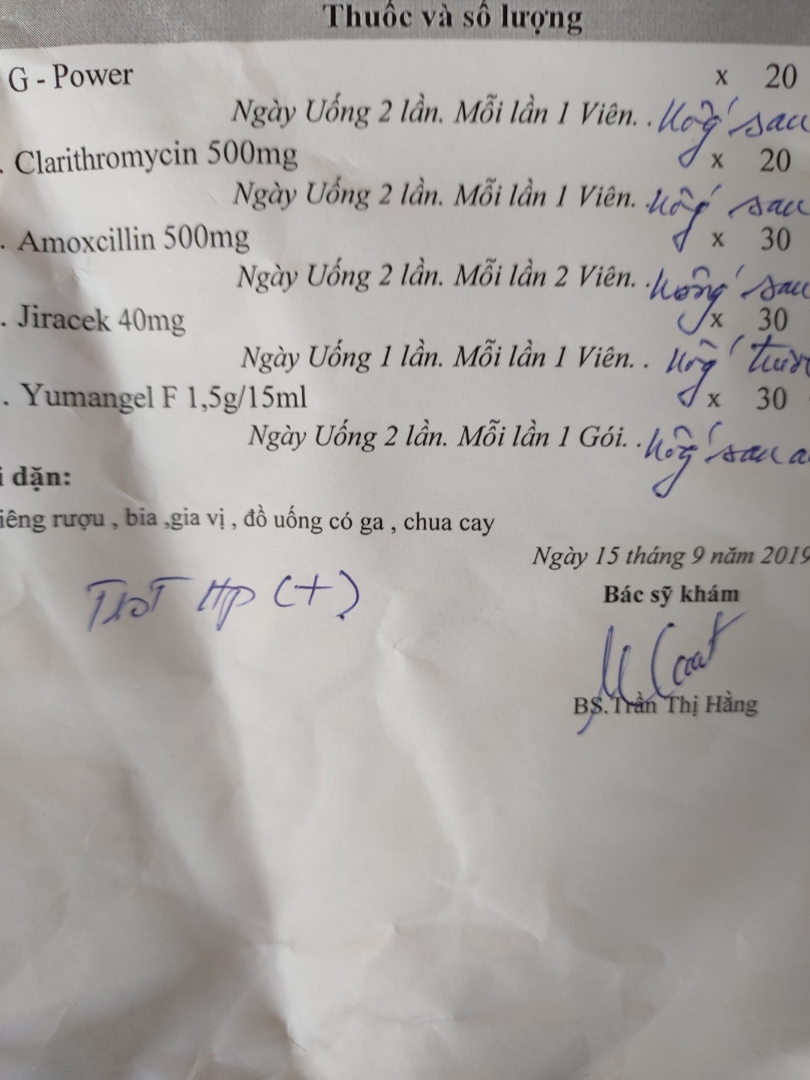 Thuốc và số lượng
G - Power x 20
Ngày Uống 2 lần. Mỗi lần 1 Viên. . Uống sau
. Clarithromycin 500mg x 20
Ngày Uống 2 lần. Mỗi lần 1 Viên. . Uống sau
. Amoxcillin 500mg x 30
Ngày Uống 2 lần. Mỗi lần 2 Viên. . Uống sau
. Jiracek 40mg x 30
Ngày Uống 1 lần. Mỗi lần 1 Viên. . Uống
. Yumangel F 1,5g/15ml x 30
Ngày Uống 2 lần. Mỗi lần 1 Gói. . Uống sau a
i dặn:
iêng rượu , bia ,gia vị , đồ uống có ga , chua cay
Ngày 15 tháng 9 năm 2019
Bác sỹ khám
Hp (+)
BS.Trần Thị Hằng